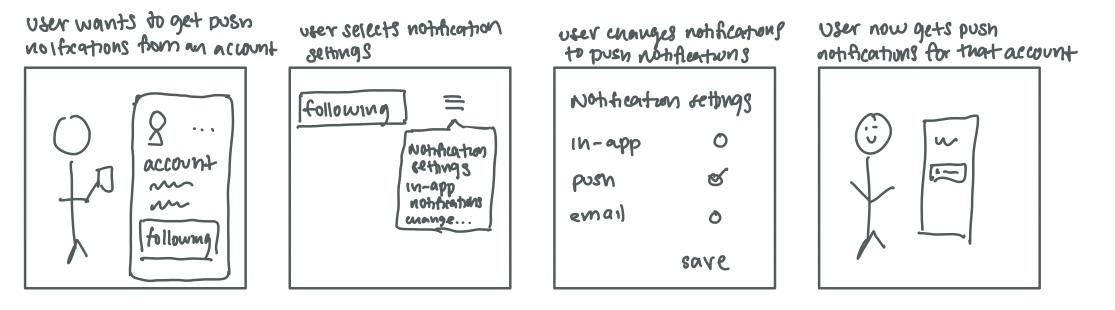 user wants to get push
noifications from an account
account
following
user selects notification
settings
following
Notification
settings
in-app
notifications
change...
user changes notifications
to push notifications
Notification settings
in-app
push
email
save
User now gets push
notifications for that account